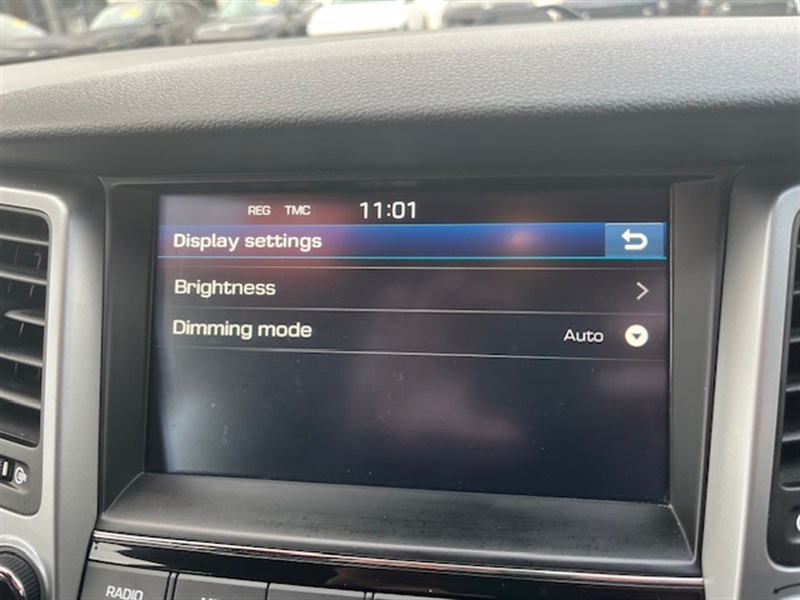 REG TMC 11:01
Display settings
Brightness
Dimming mode Auto
RADIO